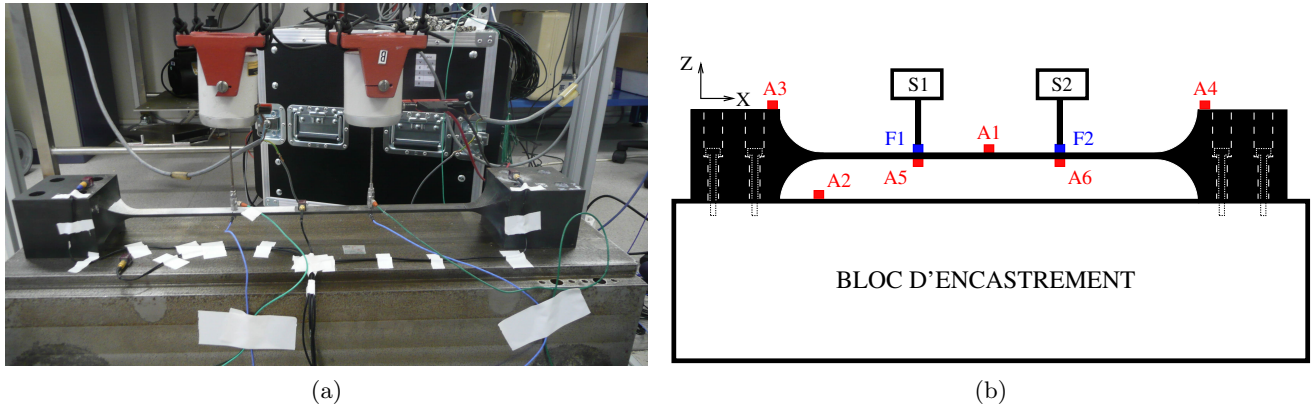 Z
X
A3
S1
S2
A4
F1
A1
F2
A5
A6
A2
BLOC D'ENCASTREMENT
(a)
(b)